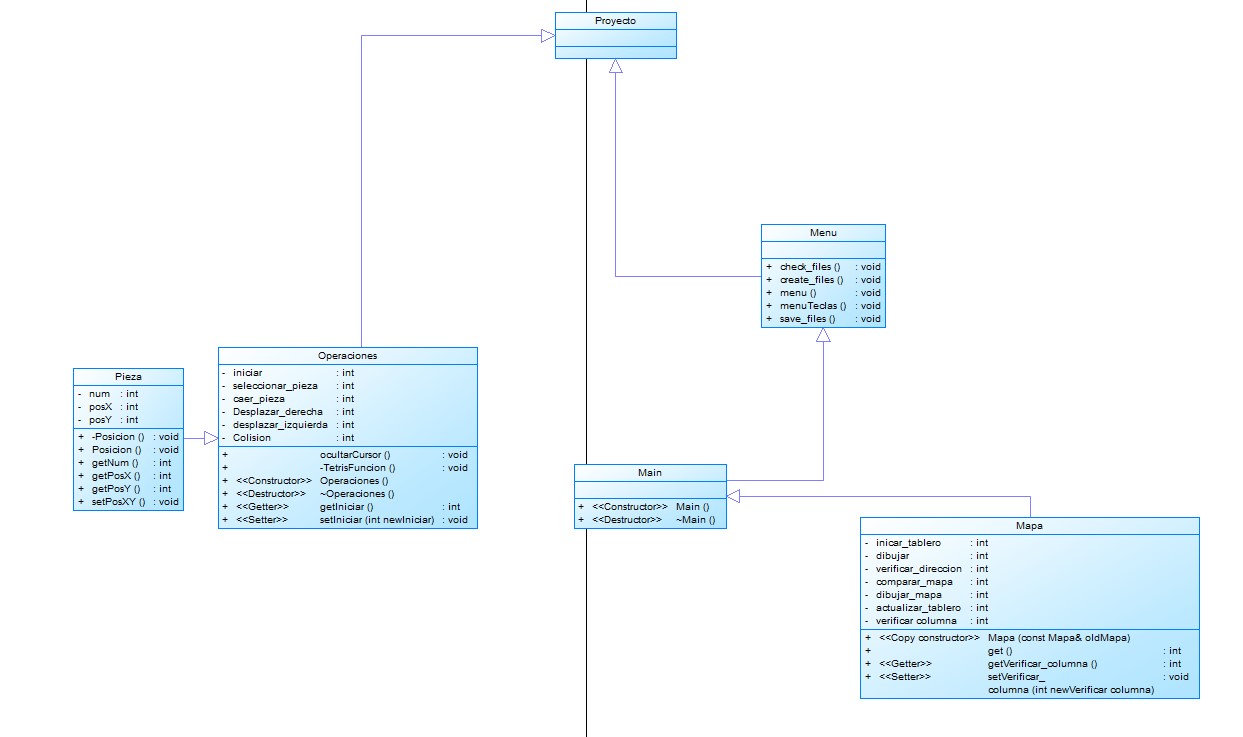 Proyecto
Menu
+ check_files () : void
+ create_files () : void
+ menu () : void
+ menuTeclas () : void
+ save_files () : void
Operaciones
- iniciar : int
- seleccionar_pieza : int
- caer_pieza : int
- Desplazar_derecha : int
- desplazar_izquierda : int
- Colision : int
+ ocultarCursor () : void
+ -TetrisFuncion () : void
+ <<Constructor>> Operaciones ()
+ <<Destructor>> ~Operaciones ()
+ <<Getter>> getIniciar () : int
+ <<Setter>> setIniciar (int newIniciar) : void
Pieza
- num : int
- posX : int
- posY : int
+ -Posicion () : void
+ Posicion () : void
+ getNum () : int
+ getPosX () : int
+ getPosY () : int
+ setPosXY () : void
Main
+ <<Constructor>> Main ()
+ <<Destructor>> ~Main ()
Mapa
- inicar_tablero : int
- dibujar : int
- verificar_direccion : int
- comparar_mapa : int
- dibujar_mapa : int
- actualizar_tablero : int
- verificar columna : int
+ <<Copy constructor>> Mapa (const Mapa& oldMapa)
+ get () : int
+ <<Getter>> getVerificar_columna () : int
+ <<Setter>> setVerificar_ : void
columna (int newVerificar columna)